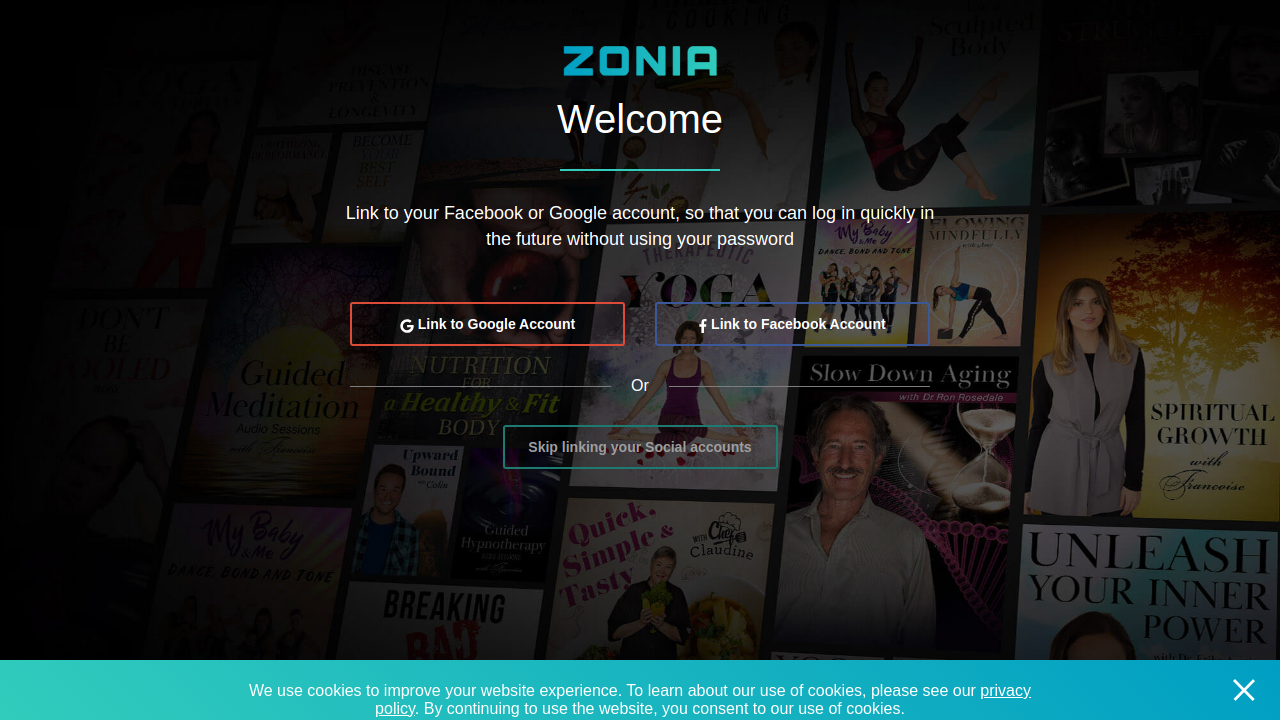 ZONIA
Welcome
Link to your Facebook or Google account, so that you can log in quickly in
the future without using your password
Link to Google Account
Link to Facebook Account
Or
Skip linking your Social accounts
COOKING
Sculpted
Body
DISEASE
PREVENTION
&
LONGEVITY
BECOME
YOUR
BEST
SELF
THERAPEUTIC
YOGA
My Baby
& Me
DANCE, BOND AND TONE
FLOWING
MINDFULLY
with Amy
DON'T
BE
FOOLED
Guided
Meditation
Audio Sessions
with Francoise
NUTRITION
FOR
a Healthy & Fit
BODY
Slow Down Aging
with Dr. Ron Rosedale
SPIRITUAL
GROWTH
with
Francoise
Upward
Bound
with Colin
Guided
Hypnotherapy
AUDIO SESSIONS
My Baby
& Me
DANCE, BOND AND TONE
Quick,
Simple &
Tasty
WITH Chef
Claudine
UNLEASH
YOUR INNER
POWER
BREAKING
BAD
We use cookies to improve your website experience. To learn about our use of cookies, please see our privacy
policy. By continuing to use the website, you consent to our use of cookies.